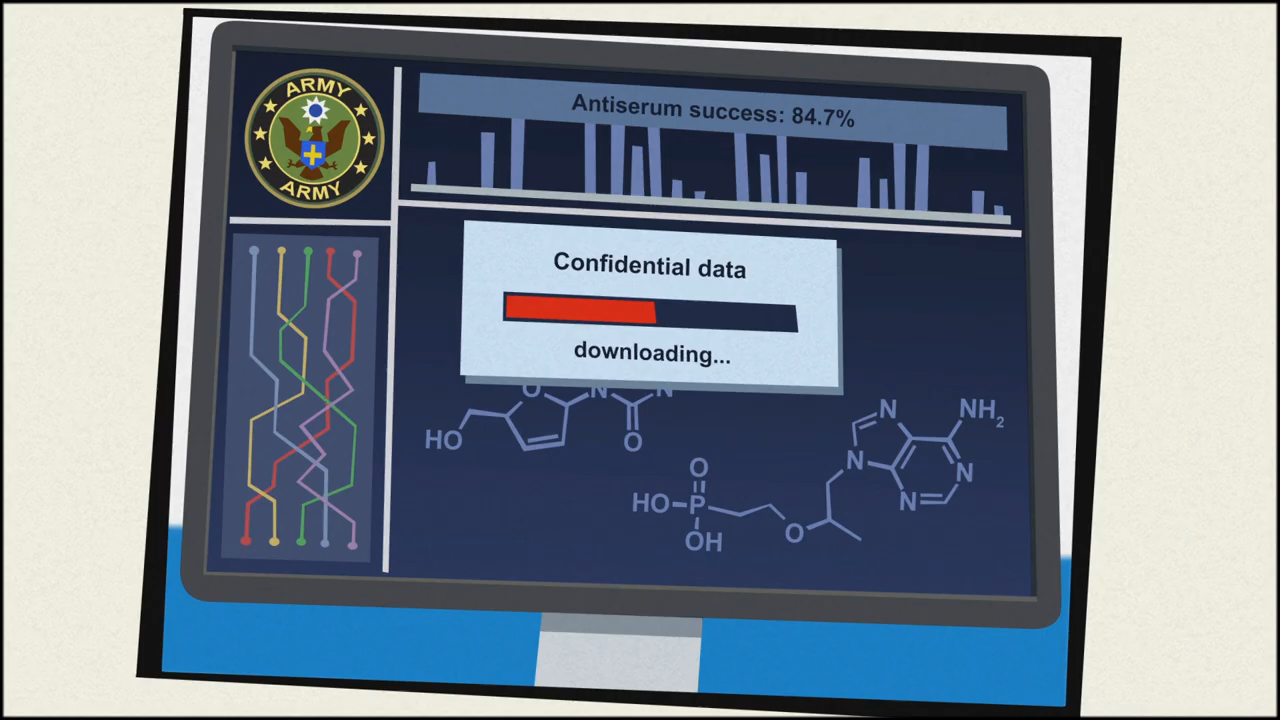 ARMY
ARMY
Antiserum success: 84.7%
Confidential data
downloading...
O
N
N
HO
O
N
NH2
N
N
N
O
HO
P
OH
O